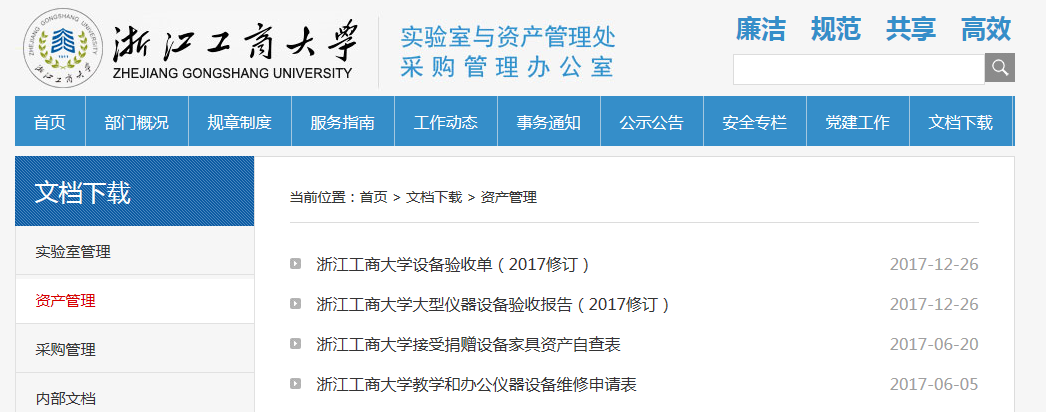 浙江工商大学
ZHEJIANG GONGSHANG UNIVERSITY
实验室与资产管理处
采购管理办公室
廉洁 规范 共享 高效
首页 部门概况 规章制度 服务指南 工作动态 事务通知 公示公告 安全专栏 党建工作 文档下载
文档下载
实验室管理
资产管理
采购管理
内部文档
当前位置：首页 > 文档下载 > 资产管理
浙江工商大学设备验收单（2017修订） 2017-12-26
浙江工商大学大型仪器设备验收报告（2017修订） 2017-12-26
浙江工商大学接受捐赠设备家具资产自查表 2017-06-20
浙江工商大学教学和办公仪器设备维修申请表 2017-06-05